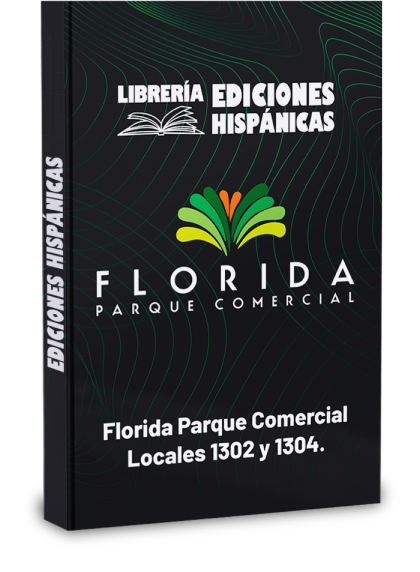 LIBRERÍA EDICIONES
HISPÁNICAS
FLORIDA
PARQUE COMERCIAL
Florida Parque Comercial
Locales 1302 y 1304.
EDICIONES HISPÁNICAS